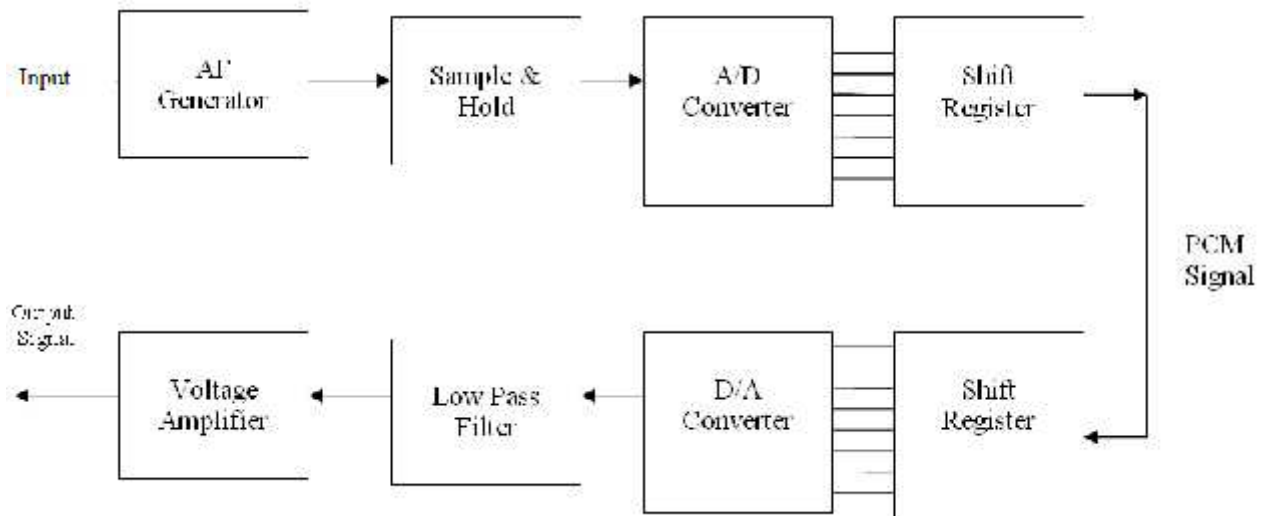 Input
AF
Generator
Sample &
Hold
A/D
Converter
Shift
Register
PCM
Signal
Output
Signal
Voltage
Amplifier
Low Pass
Filter
D/A
Converter
Shift
Register